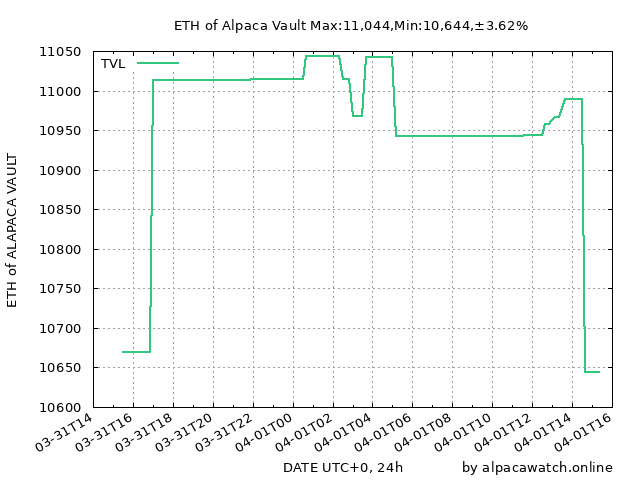 ETH of Alpaca Vault Max:11,044,Min:10,644,±3.62%
TVL
11050
11000
10950
10900
10850
10800
10750
10700
10650
10600
ETH of ALAPACA VAULT
03-31T14
03-31T16
03-31T18
03-31T20
03-31T22
04-01T00
04-01T02
04-01T04
04-01T06
04-01T08
04-01T10
04-01T12
04-01T14
04-01T16
DATE UTC+0, 24h
by alpacawatch.online